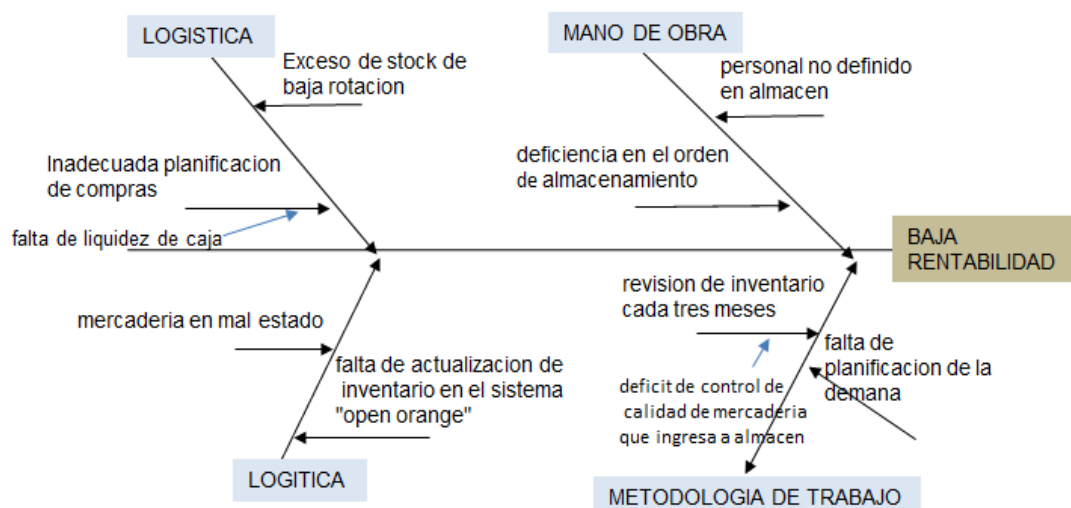 LOGISTICA
MANO DE OBRA
Exceso de stock de
baja rotacion
personal no definido
en almacen
Inadecuada planificacion
de compras
deficiencia en el orden
de almacenamiento
falta de liquidez de caja
BAJA
RENTABILIDAD
revision de inventario
cada tres meses
mercaderia en mal estado
falta de
planificacion de la
demana
falta de actualizacion de
inventario en el sistema
"open orange"
deficit de control de
calidad de mercaderia
que ingresa a almacen
LOGITICA
METODOLOGIA DE TRABAJO